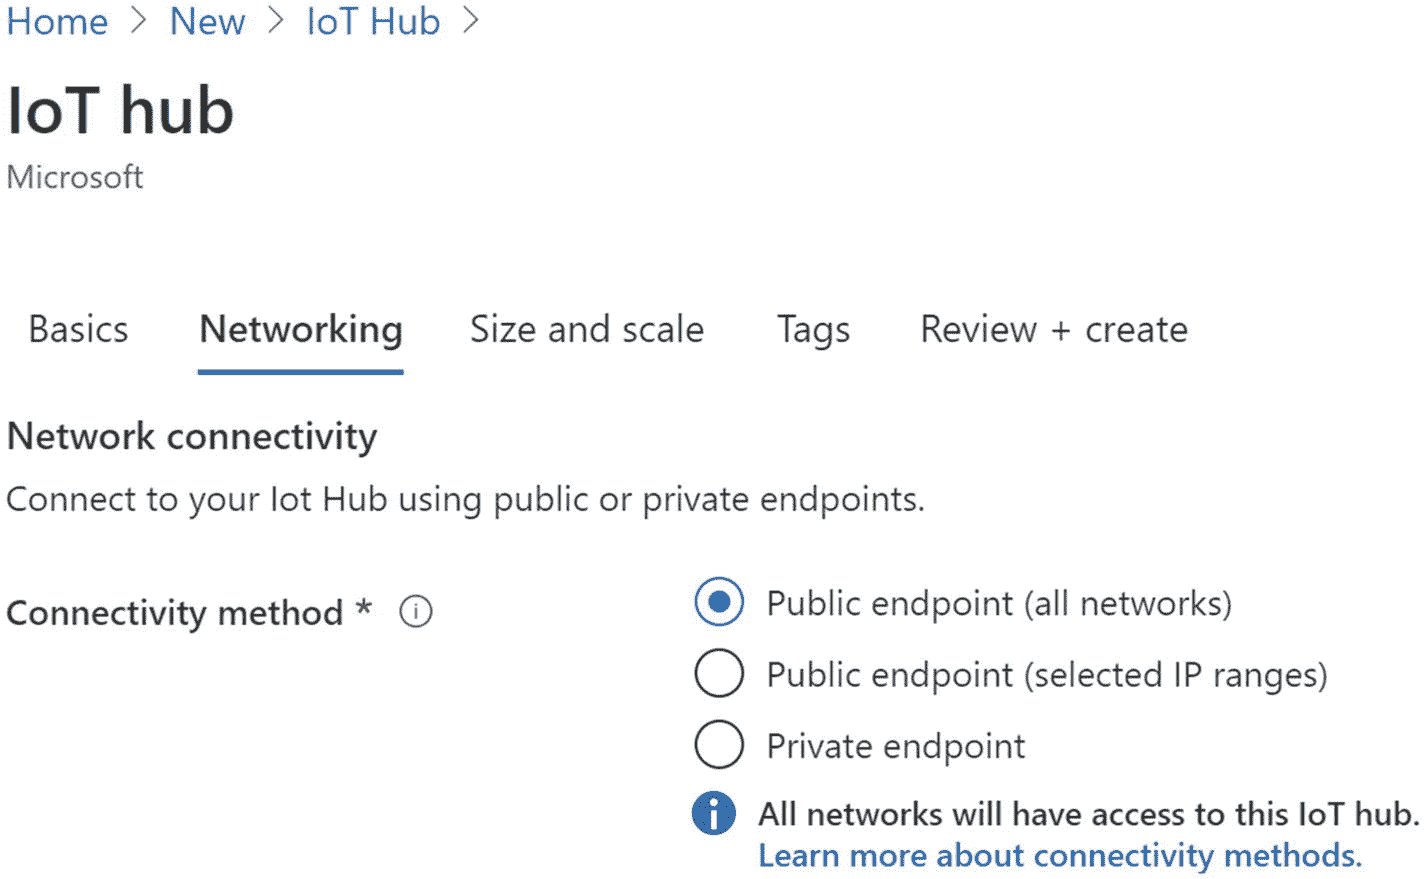 Home > New > IoT Hub >
IoT hub
Microsoft
Basics Networking Size and scale Tags Review + create
Network connectivity
Connect to your Iot Hub using public or private endpoints.
Connectivity method *
Public endpoint (all networks)
Public endpoint (selected IP ranges)
Private endpoint
All networks will have access to this IoT hub.
Learn more about connectivity methods.